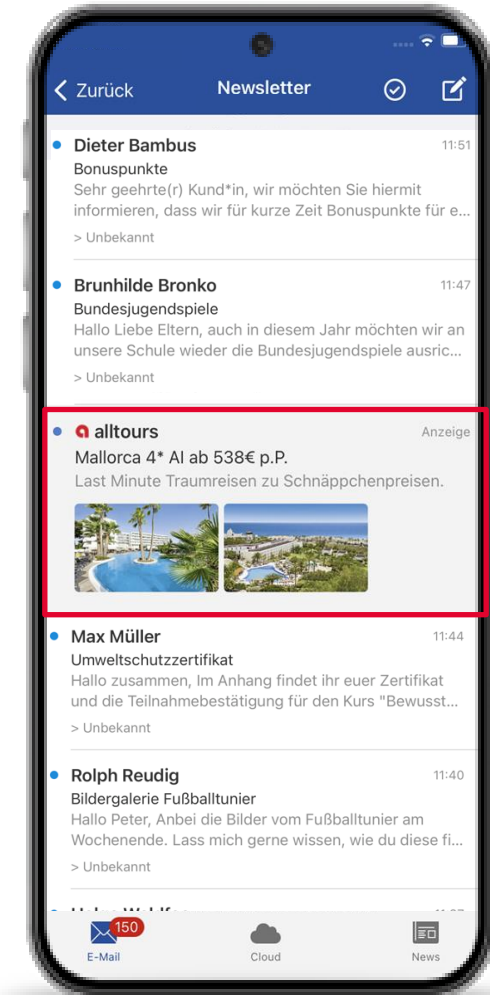 Zurück
Newsletter
Dieter Bambus 11:51
Bonuspunkte
Sehr geehrte(r) Kund*in, wir möchten Sie hiermit
informieren, dass wir für kurze Zeit Bonuspunkte für e...
> Unbekannt
Brunhilde Bronko 11:47
Bundesjugendspiele
Hallo Liebe Eltern, auch in diesem Jahr möchten wir an
unsere Schule wieder die Bundesjugendspiele ausric...
> Unbekannt
alltours Anzeige
Mallorca 4* AI ab 538€ p.P.
Last Minute Traumreisen zu Schnäppchenpreisen.
Max Müller 11:44
Umweltschutzzertifikat
Hallo zusammen, Im Anhang findet ihr euer Zertifikat
und die Teilnahmebestätigung für den Kurs "Bewusst...
> Unbekannt
Rolph Reudig 11:40
Bildergalerie Fußballtunier
Hallo Peter, Anbei die Bilder vom Fußballtunier am
Wochenende. Lass mich gerne wissen, wie du diese fi...
> Unbekannt
150
E-Mail
Cloud
News